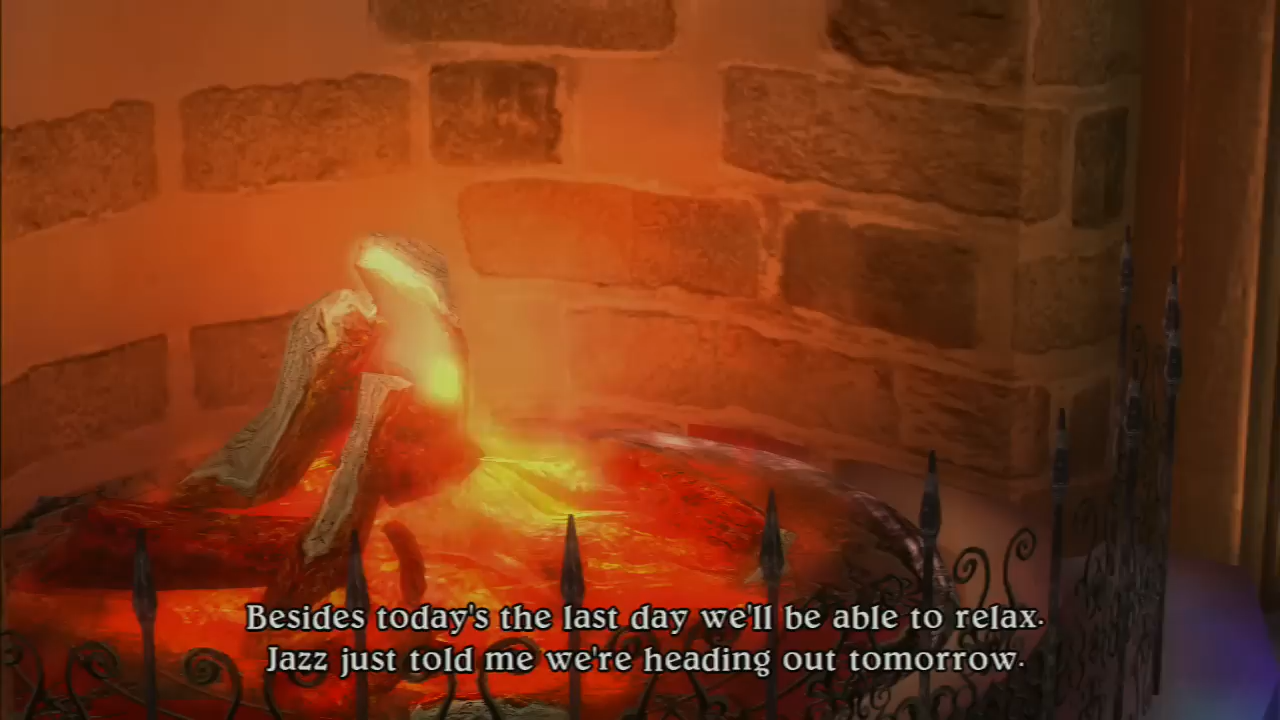 Besides today's the last day we'll be able to relax.
Jazz just told me we're heading out tomorrow.